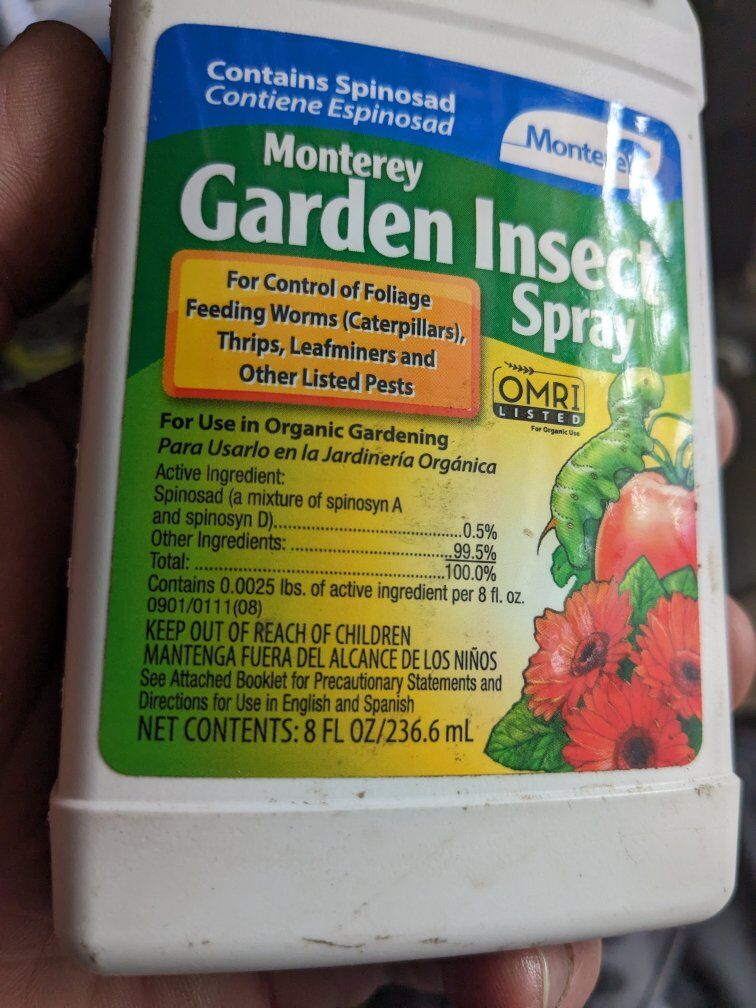 Contains Spinosad
Contiene Espinosad
Monterey
Monterey
Garden Insect
Spray
For Control of Foliage
Feeding Worms (Caterpillars),
Thrips, Leafminers and
Other Listed Pests
OMRI
LISTED
For Organic Use
For Use in Organic Gardening
Para Usarlo en la Jardinería Orgánica
Active Ingredient:
Spinosad (a mixture of spinosyn A
and spinosyn D)..............................0.5%
Other Ingredients: ........................99.5%
Total: ..........................................100.0%
Contains 0.0025 lbs. of active ingredient per 8 fl. oz.
0901/0111(08)
KEEP OUT OF REACH OF CHILDREN
MANTENGA FUERA DEL ALCANCE DE LOS NIÑOS
See Attached Booklet for Precautionary Statements and
Directions for Use in English and Spanish
NET CONTENTS: 8 FL OZ/236.6 mL